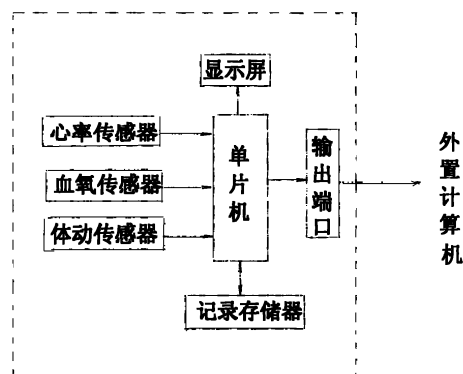 显示屏
心率传感器
血氧传感器
体动传感器
单片机
输出端口
外置计算机
记录存储器